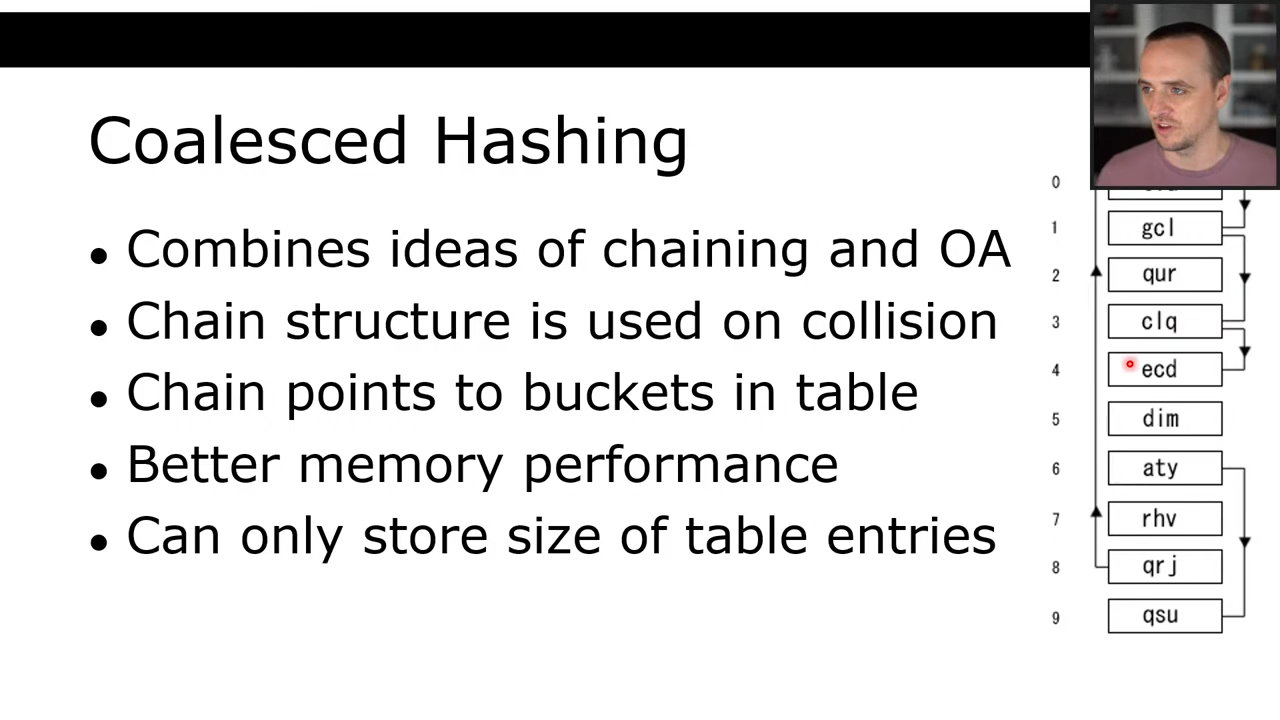 Coalesced Hashing
• Combines ideas of chaining and OA
• Chain structure is used on collision
• Chain points to buckets in table
• Better memory performance
• Can only store size of table entries
0
1 gcl
2 qur
3 clq
4 ecd
5 dim
6 aty
7 rhv
8 qrj
9 qsu